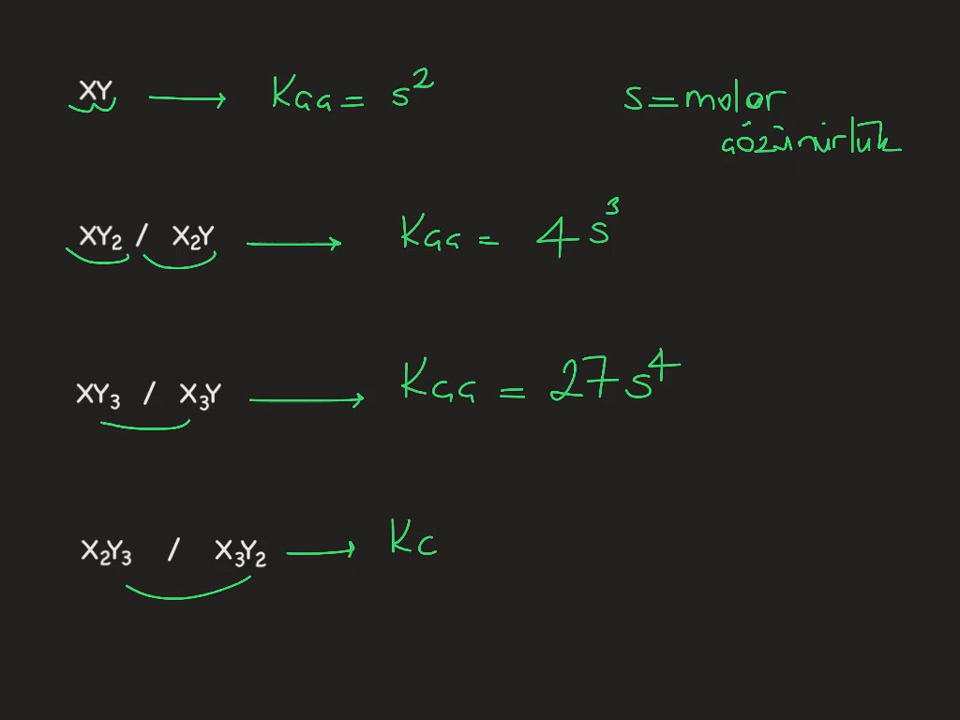 XY → Kçç = s²
s = molar
çözünürlük
XY₂ / X₂Y → Kçç = 4s³
XY₃ / X₃Y → Kçç = 27s⁴
X₂Y₃ / X₃Y₂ → Kc